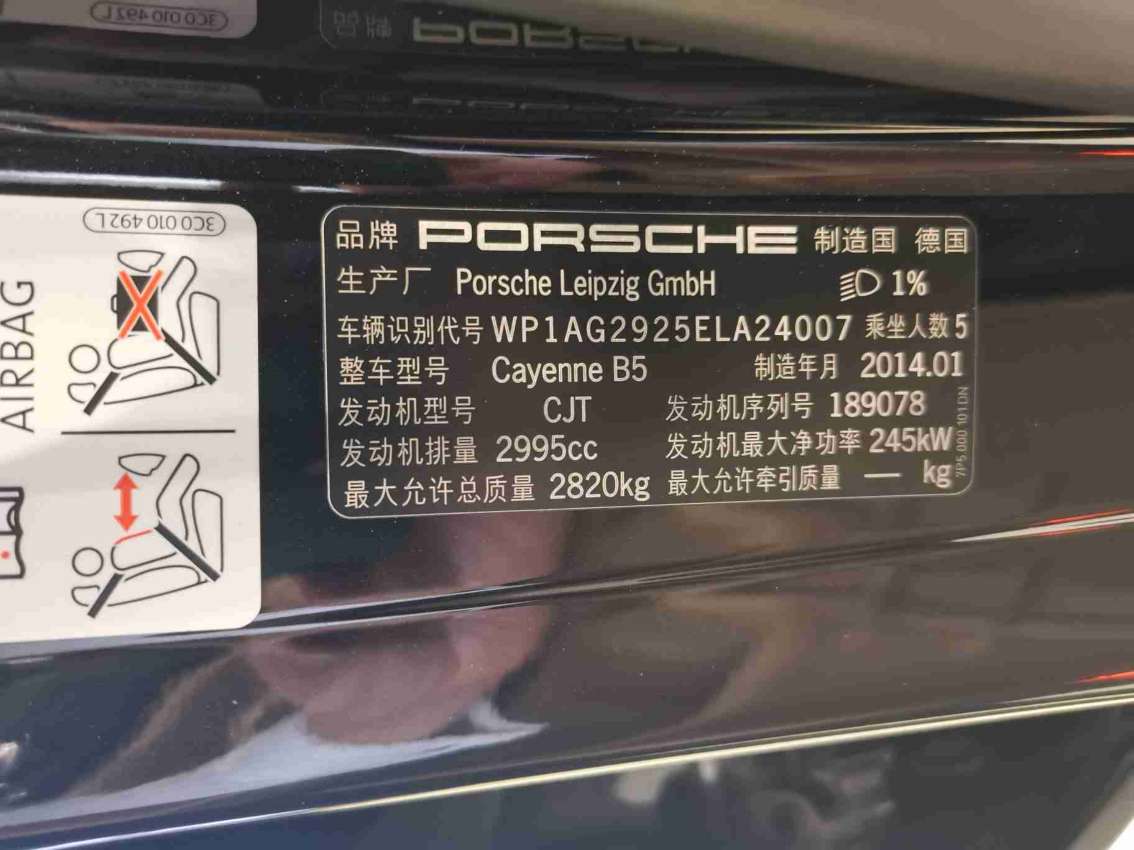 3C0 010 492 L
AIRBAG
品牌 PORSCHE 制造国 德国
生产厂 Porsche Leipzig GmbH 1%
车辆识别代号 WP1AG2925ELA24007 乘坐人数 5
整车型号 Cayenne B5 制造年月 2014.01
发动机型号 CJT 发动机序列号 189078
发动机排量 2995cc 发动机最大净功率 245kW
最大允许总质量 2820kg 最大允许牵引质量 — kg
7P5.000 101DN